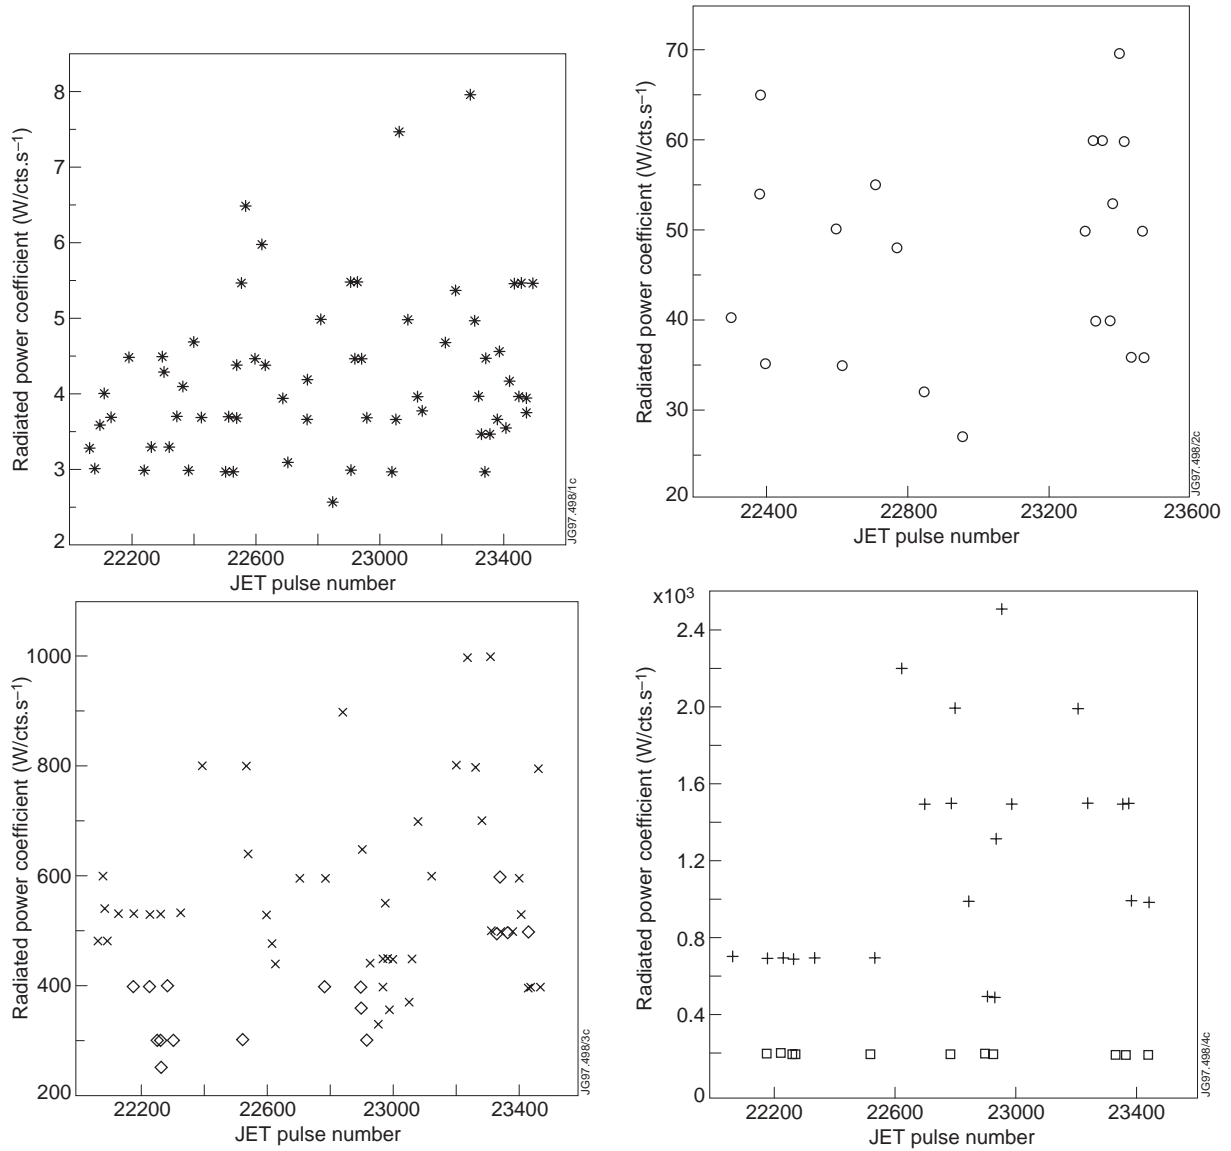 Radiated power coefficient (W/cts.s⁻¹)
8
7
6
5
4
3
2
22200 22600 23000 23400
JET pulse number
JG97.498/1c
Radiated power coefficient (W/cts.s⁻¹)
70
60
50
40
30
20
22400 22800 23200 23600
JET pulse number
JG97.498/2c
Radiated power coefficient (W/cts.s⁻¹)
1000
800
600
400
200
22200 22600 23000 23400
JET pulse number
JG97.498/3c
x10³
Radiated power coefficient (W/cts.s⁻¹)
2.4
2.0
1.6
1.2
0.8
0.4
0
22200 22600 23000 23400
JET pulse number
JG97.498/4c